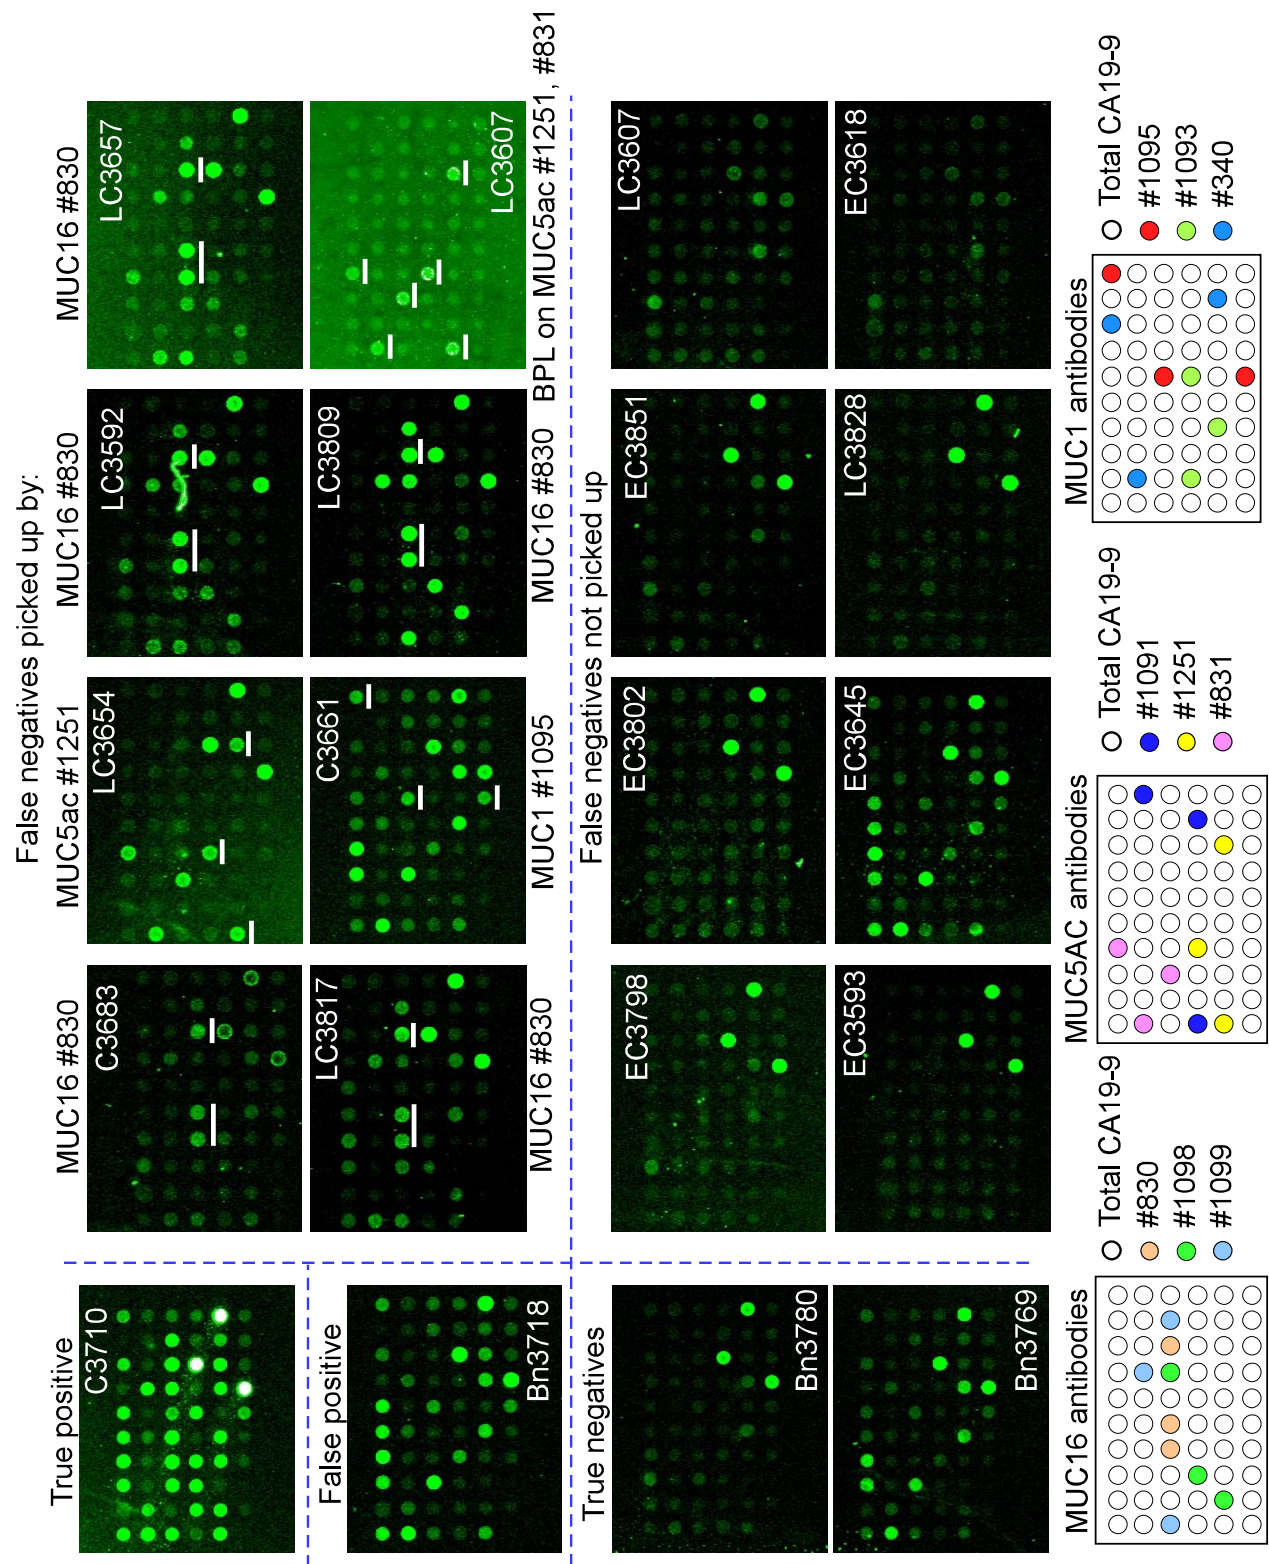 True positive
C3710
False positive
Bn3718
True negatives
Bn3780
Bn3769
False negatives picked up by:
MUC16 #830
MUC5ac #1251
MUC16 #830
MUC16 #830
C3683
LC3654
LC3592
LC3657
LC3817
C3661
LC3809
LC3607
MUC16 #830
MUC1 #1095
MUC16 #830
BPL on MUC5ac #1251, #831
False negatives not picked up
EC3798
EC3802
EC3851
LC3607
EC3593
EC3645
LC3828
EC3618
MUC16 antibodies
Total CA19-9
#830
#1098
#1099
MUC5AC antibodies
Total CA19-9
#1091
#1251
#831
MUC1 antibodies
Total CA19-9
#1095
#1093
#340